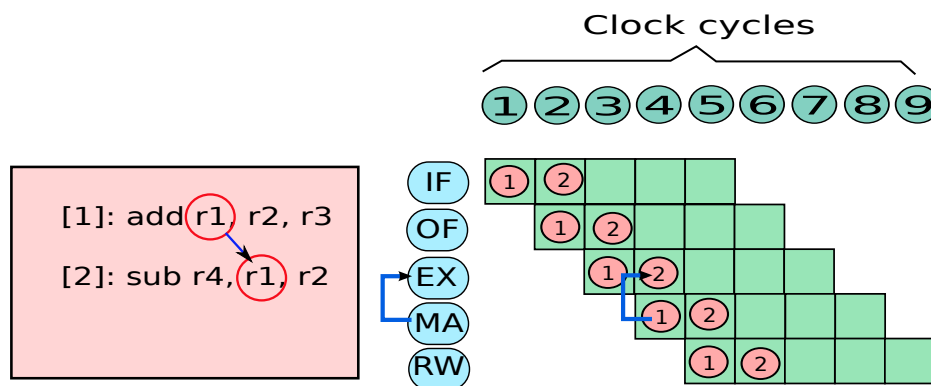 Clock cycles
1 2 3 4 5 6 7 8 9
[1]: add r1, r2, r3
[2]: sub r4, r1, r2
IF 1 2
OF 1 2
EX 1 2
MA 1 2
RW 1 2